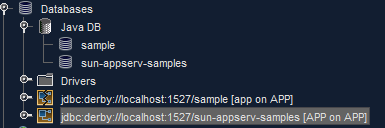 Databases
Java DB
sample
sun-appserv-samples
Drivers
jdbc:derby://localhost:1527/sample [app on APP]
jdbc:derby://localhost:1527/sun-appserv-samples [APP on APP]